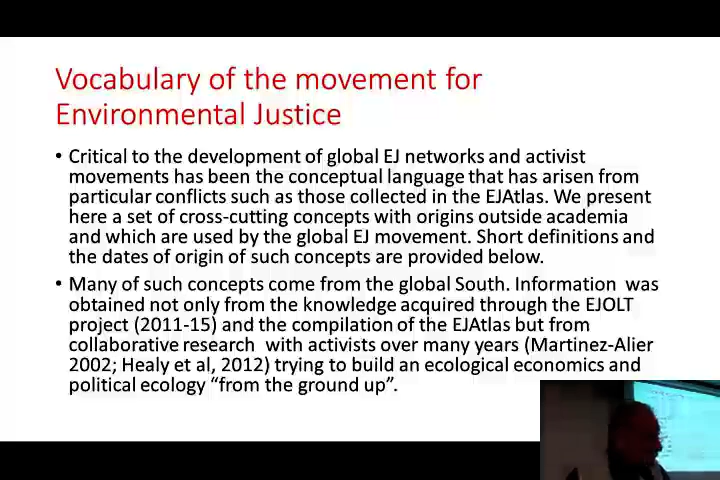 Vocabulary of the movement for
Environmental Justice
• Critical to the development of global EJ networks and activist
movements has been the conceptual language that has arisen from
particular conflicts such as those collected in the EJAtlas. We present
here a set of cross-cutting concepts with origins outside academia
and which are used by the global EJ movement. Short definitions and
the dates of origin of such concepts are provided below.
• Many of such concepts come from the global South. Information was
obtained not only from the knowledge acquired through the EJOLT
project (2011-15) and the compilation of the EJAtlas but from
collaborative research with activists over many years (Martinez-Alier
2002; Healy et al, 2012) trying to build an ecological economics and
political ecology “from the ground up”.